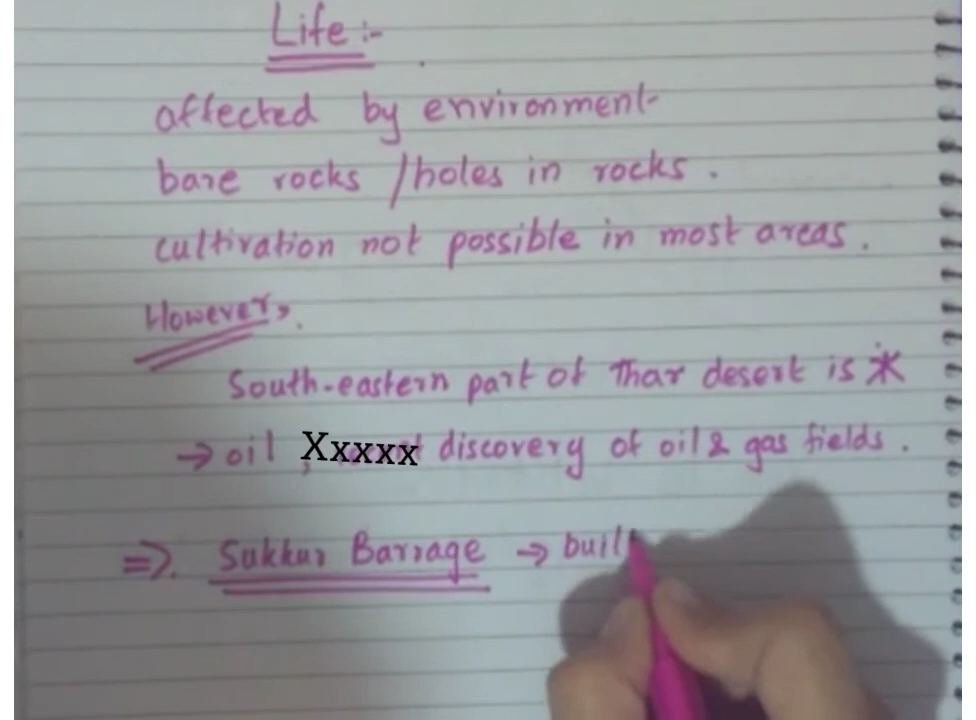 Life :-
affected by environment
bare rocks / holes in rocks .
cultivation not possible in most areas .
However,
South-eastern part of Thar desert is *
→ oil , Xxxxx discovery of oil & gas fields .
=> Sukkur Barrage → buil